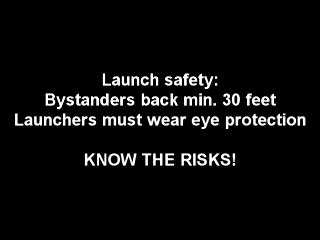 Launch safety:
Bystanders back min. 30 feet
Launchers must wear eye protection
KNOW THE RISKS!